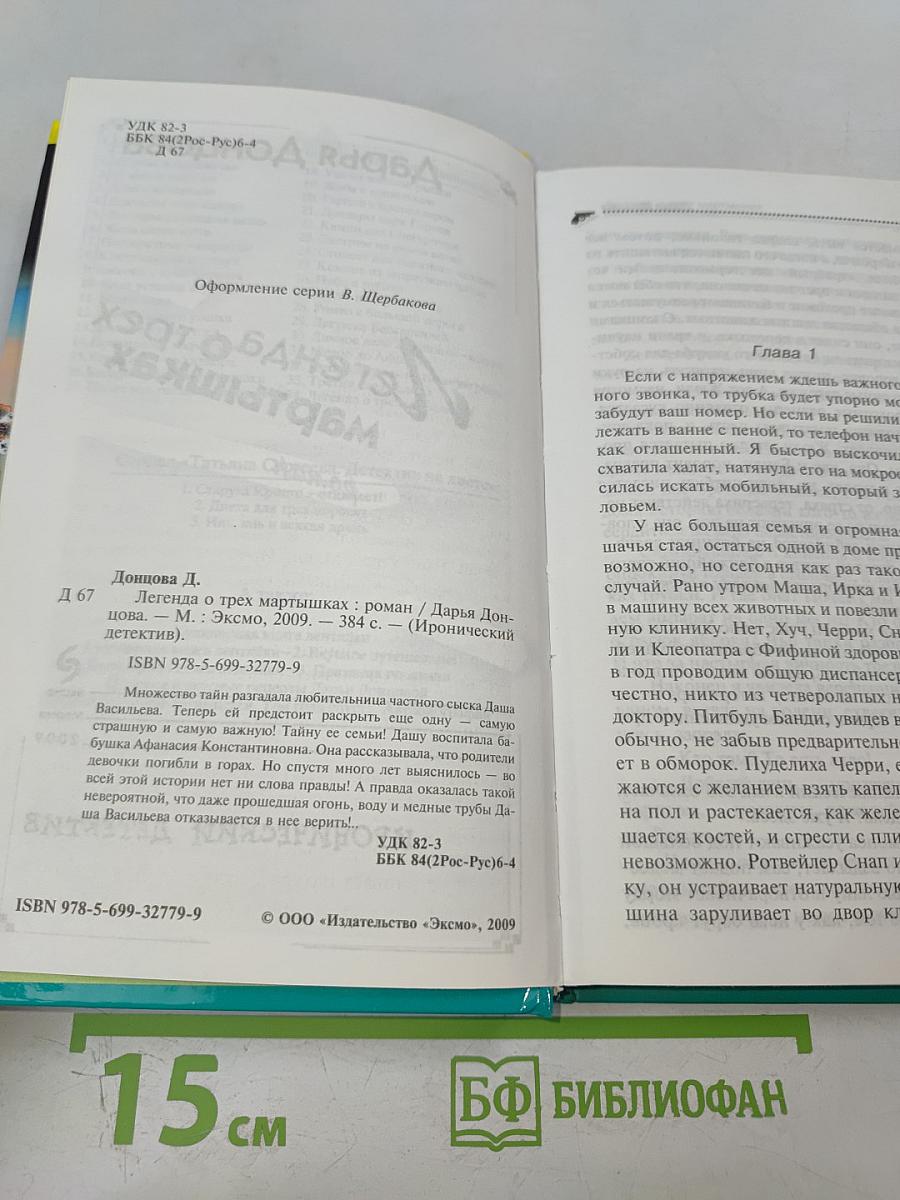 УДК 82-3
ББК 84(2Рос-Рус)6-4
Д 67
Оформление серии В. Щербакова
Донцова Д.
Д 67 Легенда о трех мартышках : роман / Дарья Дон-
цова. — М. : Эксмо, 2009. — 384 с. — (Иронический
детектив).
ISBN 978-5-699-32779-9
Множество тайн разгадала любительница частного сыска Даша
Васильева. Теперь ей предстоит раскрыть еще одну — самую
страшную и самую важную! Тайну ее семьи! Дашу воспитала ба-
бушка Афанасия Константиновна. Она рассказывала, что родители
девочки погибли в горах. Но спустя много лет выяснилось — во
всей этой истории нет ни слова правды! А правда оказалась такой
невероятной, что даже прошедшая огонь, воду и медные трубы Да-
ша Васильева отказывается в нее верить!..
УДК 82-3
ББК 84(2Рос-Рус)6-4
ISBN 978-5-699-32779-9
© ООО «Издательство «Эксмо», 2009
Глава 1
Если с напряжением ждешь важного
ного звонка, то трубка будет упорно мо
забудут ваш номер. Но если вы решили
лежать в ванне с пеной, то телефон нач
как оглашенный. Я быстро выскочил
схватила халат, натянула его на мокрое
силась искать мобильный, который з
ловьем.
У нас большая семья и огромная
шачья стая, остаться одной в доме пр
возможно, но сегодня как раз тако
случай. Рано утром Маша, Ирка и И
в машину всех животных и повезли
ную клинику. Нет, Хуч, Черри, Сн
ли и Клеопатра с Фифиной здоров
в год проводим общую диспансер
честно, никто из четверолапых н
доктору. Питбуль Банди, увидев в
обычно, не забыв предварительно
ет в обморок. Пуделиха Черри, е
жаются с желанием взять капел
на пол и растекается, как желе
шается костей, и сгрести с пли
невозможно. Ротвейлер Снап и
ку, он устраивает натуральную
шина заруливает во двор кл
15 см
БФ БИБЛИОФАН